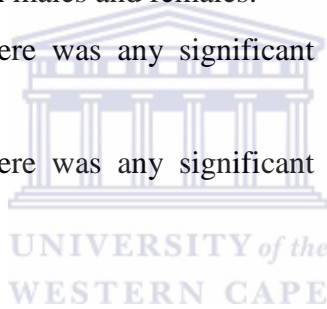 males and females.
ere was any significant
ere was any significant
UNIVERSITY of the
WESTERN CAPE